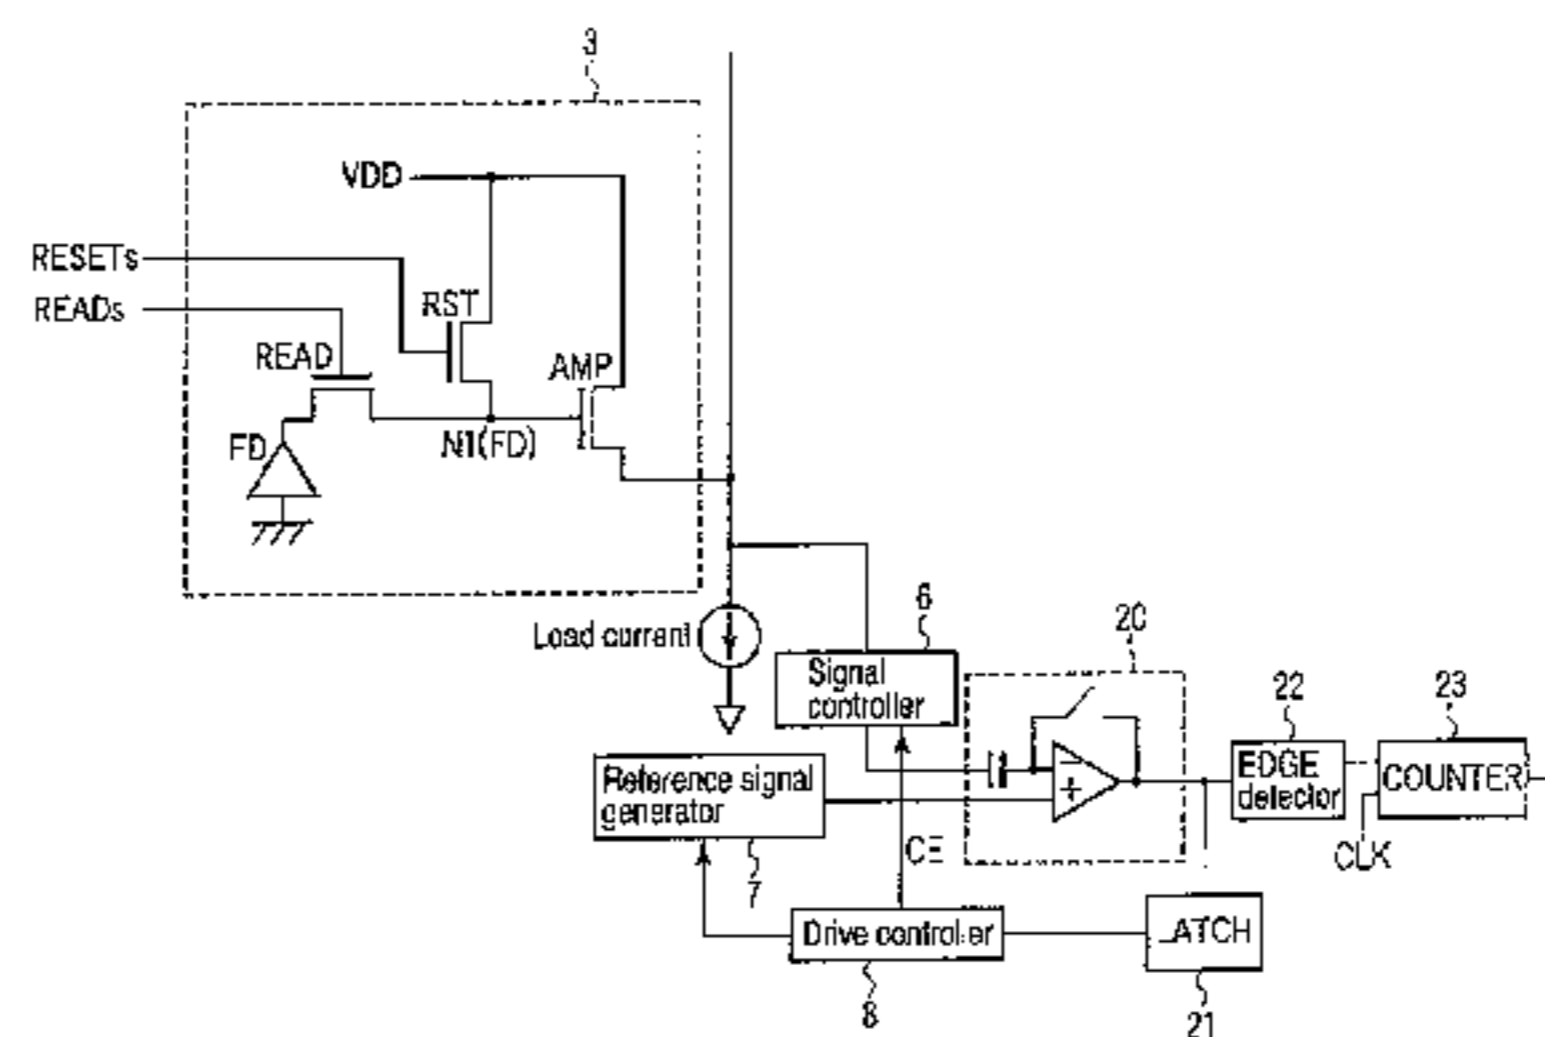 3
VDD
RESETs
READs
RST
READ
AMP
FD
N1(FD)
Load current
6
Signal
controller
20
22
23
EDGE
detector
COUNTER
Reference signal
generator
CE
CLK
7
Drive controller
LATCH
8
21